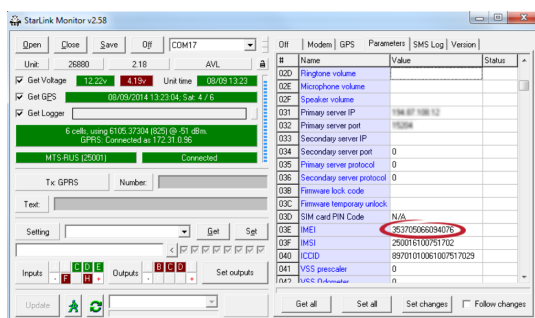 StarLink Monitor v2.58
Open Close Save Off COM17
Unit: 26880 2.18 AVL
Get Voltage 12.22v 4.19v Unit time 08/09 13:23
Get GPS 08/09/2014 13:23:04; Sat: 4 / 6
Get Logger
6 cells, using 6105.37304 (825) @ -51 dBm.
GPRS: Connected as 172.31.0.96
MTS-RUS (25001) Connected
Tx: GPRS Number:
Text:
Setting Get Set
<
Inputs C D E Outputs B C D Set outputs
- F H + - +
Update
Off Modem GPS Parameters SMS Log Version
# Name Value Status
02D Ringtone volume
02E Microphone volume
02F Speaker volume
031 Primary server IP
032 Primary server port
033 Secondary server IP
034 Secondary server port 0
035 Primary server protocol 0
036 Secondary server protocol 0
03B Firmware lock code
03C Firmware temporary unlock
03D SIM card PIN Code N/A
03E IMEI 353705066094076
03F IMSI 250016100751702
040 ICCID 89701010061007517029
041 VSS prescaler 0
042 VSS Odometer 0
Get all Set all Set changes Follow changes